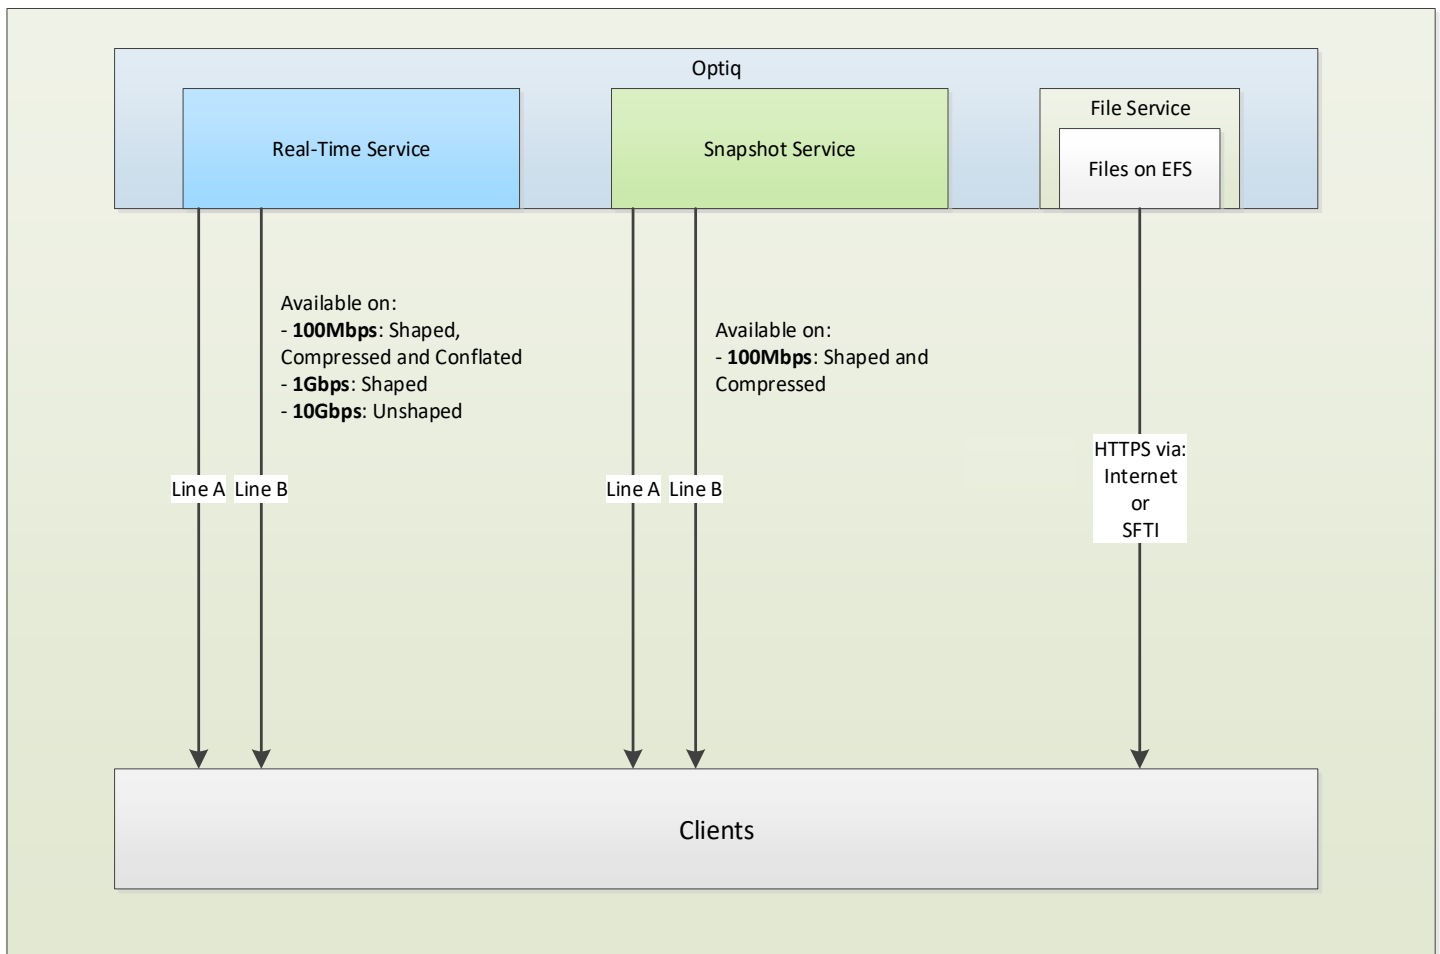 Optiq
Real-Time Service
Snapshot Service
File Service
Files on EFS
Available on:
- 100Mbps: Shaped,
Compressed and Conflated
- 1Gbps: Shaped
- 10Gbps: Unshaped
Available on:
- 100Mbps: Shaped and
Compressed
Line A
Line B
Line A
Line B
HTTPS via:
Internet
or
SFTI
Clients